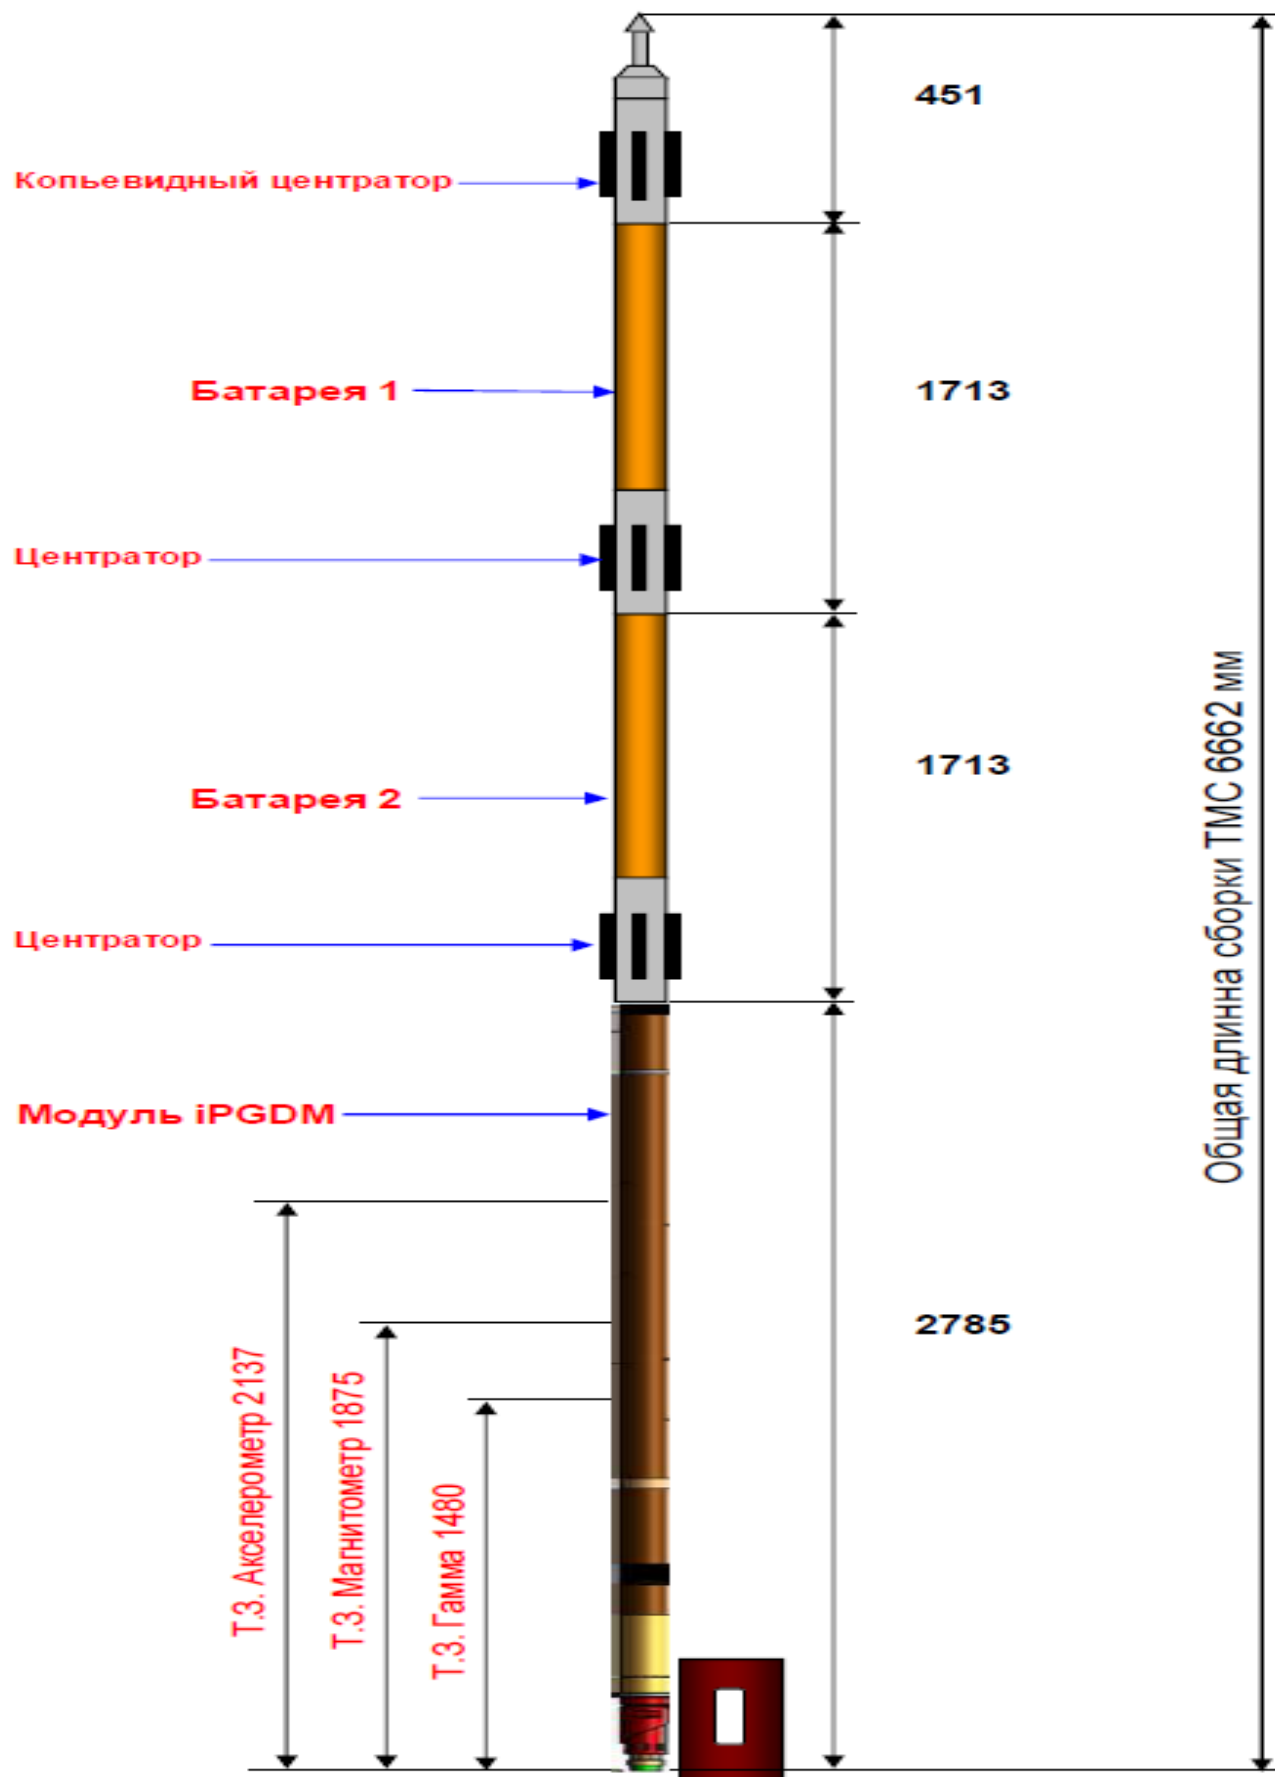 451
Копьевидный центратор
Батарея 1
1713
Центратор
1713
Батарея 2
Центратор
Модуль iPGDM
2785
Т.З. Акселерометр 2137
Т.З. Магнитометр 1875
Т.З. Гамма 1480
Общая длинна сборки ТМС 6662 мм